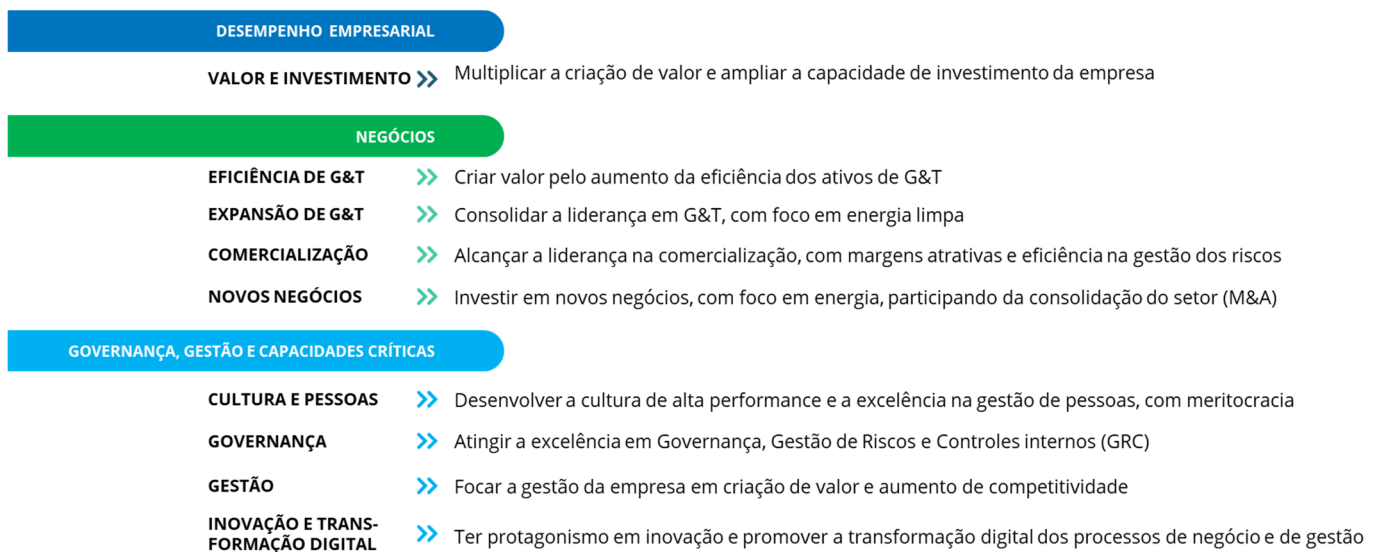 DESEMPENHO EMPRESARIAL
VALOR E INVESTIMENTO Multiplicar a criação de valor e ampliar a capacidade de investimento da empresa
NEGÓCIOS
EFICIÊNCIA DE G&T Criar valor pelo aumento da eficiência dos ativos de G&T
EXPANSÃO DE G&T Consolidar a liderança em G&T, com foco em energia limpa
COMERCIALIZAÇÃO Alcançar a liderança na comercialização, com margens atrativas e eficiência na gestão dos riscos
NOVOS NEGÓCIOS Investir em novos negócios, com foco em energia, participando da consolidação do setor (M&A)
GOVERNANÇA, GESTÃO E CAPACIDADES CRÍTICAS
CULTURA E PESSOAS Desenvolver a cultura de alta performance e a excelência na gestão de pessoas, com meritocracia
GOVERNANÇA Atingir a excelência em Governança, Gestão de Riscos e Controles internos (GRC)
GESTÃO Focar a gestão da empresa em criação de valor e aumento de competitividade
INOVAÇÃO E TRANS-
FORMAÇÃO DIGITAL Ter protagonismo em inovação e promover a transformação digital dos processos de negócio e de gestão